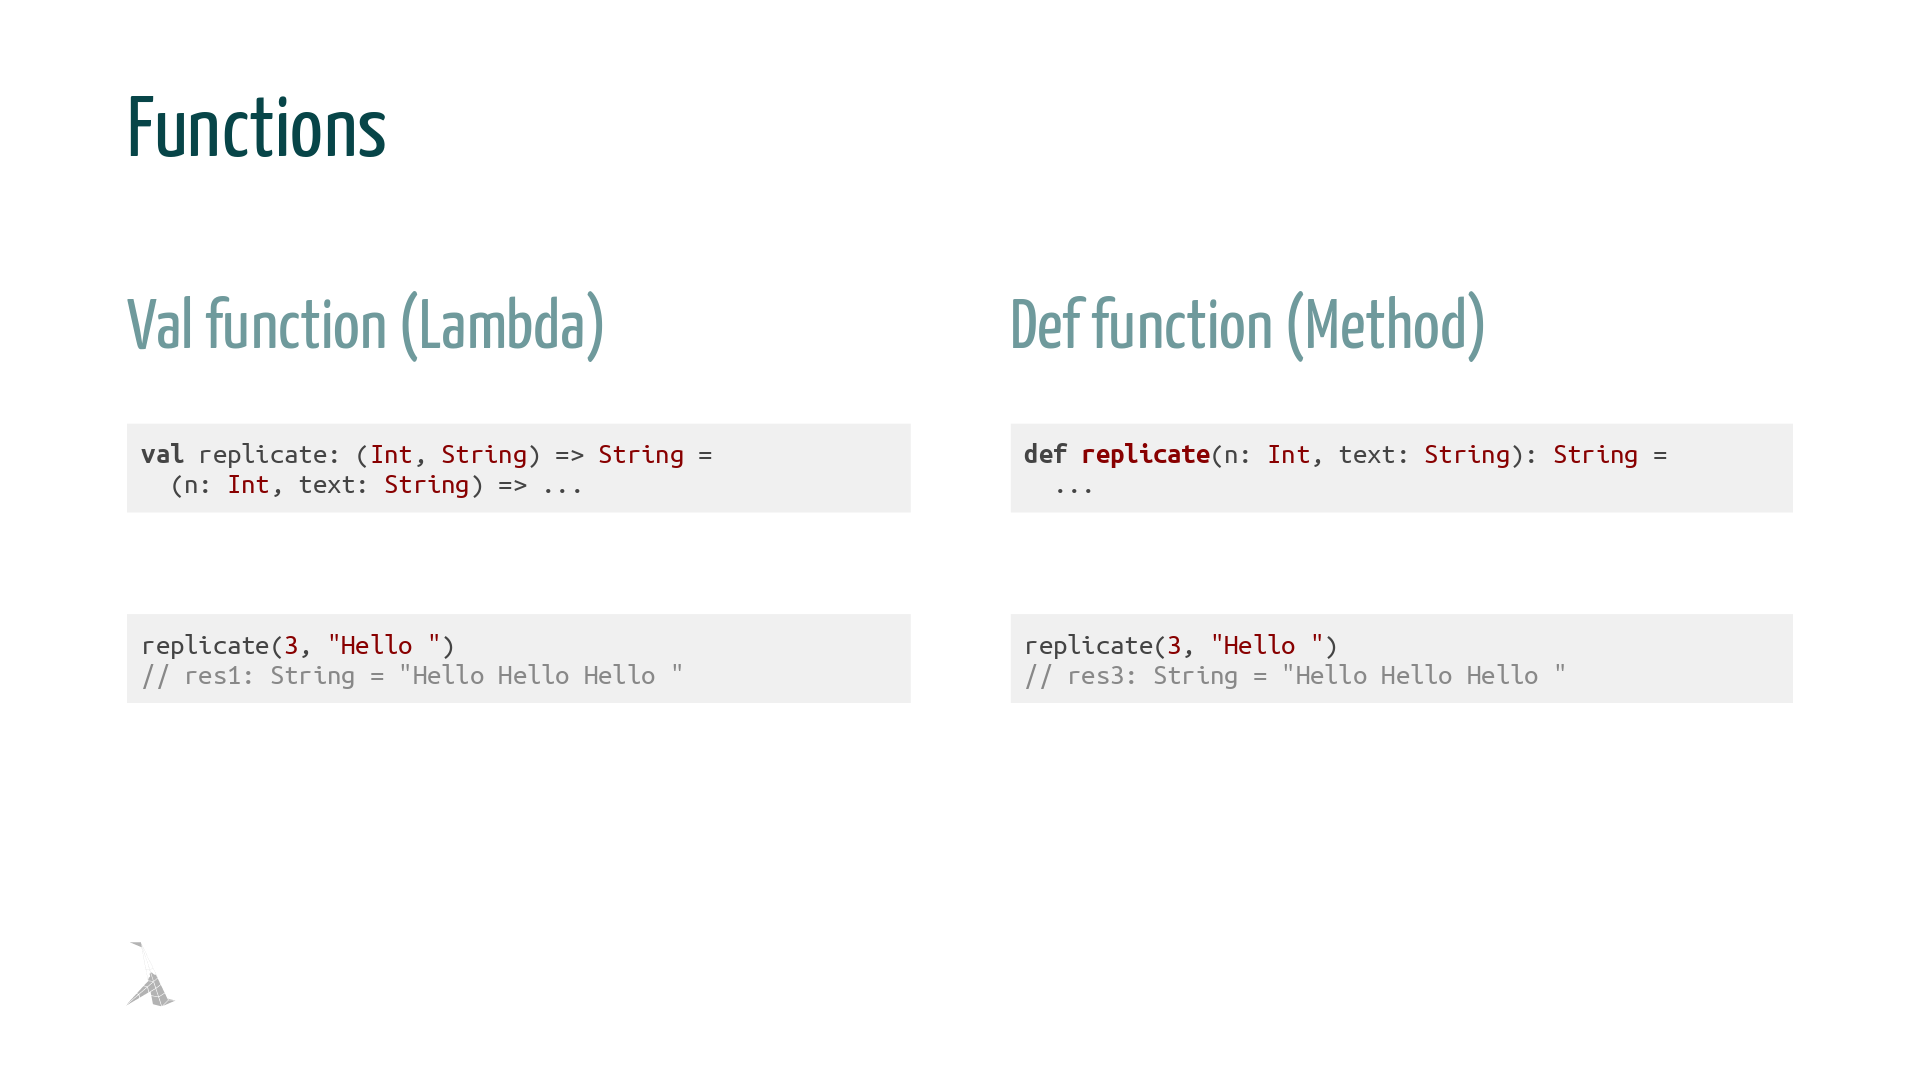 Functions
Val function (Lambda)
val replicate: (Int, String) => String =
  (n: Int, text: String) => ...
replicate(3, "Hello ")
// res1: String = "Hello Hello Hello "
Def function (Method)
def replicate(n: Int, text: String): String =
  ...
replicate(3, "Hello ")
// res3: String = "Hello Hello Hello "